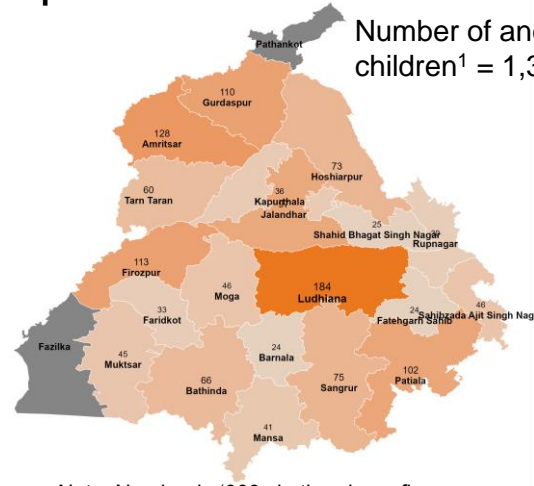 Pathankot
Number of an
children¹ = 1,3
110
Gurdaspur
128
Amritsar
73
Hoshiarpur
60
Tarn Taran
36
Kapurthala
Jalandhar
25
Shahid Bhagat Singh Nagar
Rupnagar
113
Firozpur
46
Moga
184
Ludhiana
33
Faridkot
24
Fatehgarh Sahib
46
Sahibzada Ajit Singh Nag
Fazilka
45
Muktsar
24
Barnala
66
Bathinda
75
Sangrur
102
Patiala
41
Mansa